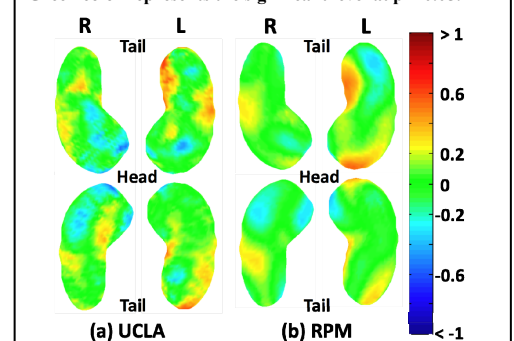 R L R L
Tail Tail
> 1
0.6
0.2
0
-0.2
-0.6
< -1
Head Head
Tail Tail
(a) UCLA (b) RPM